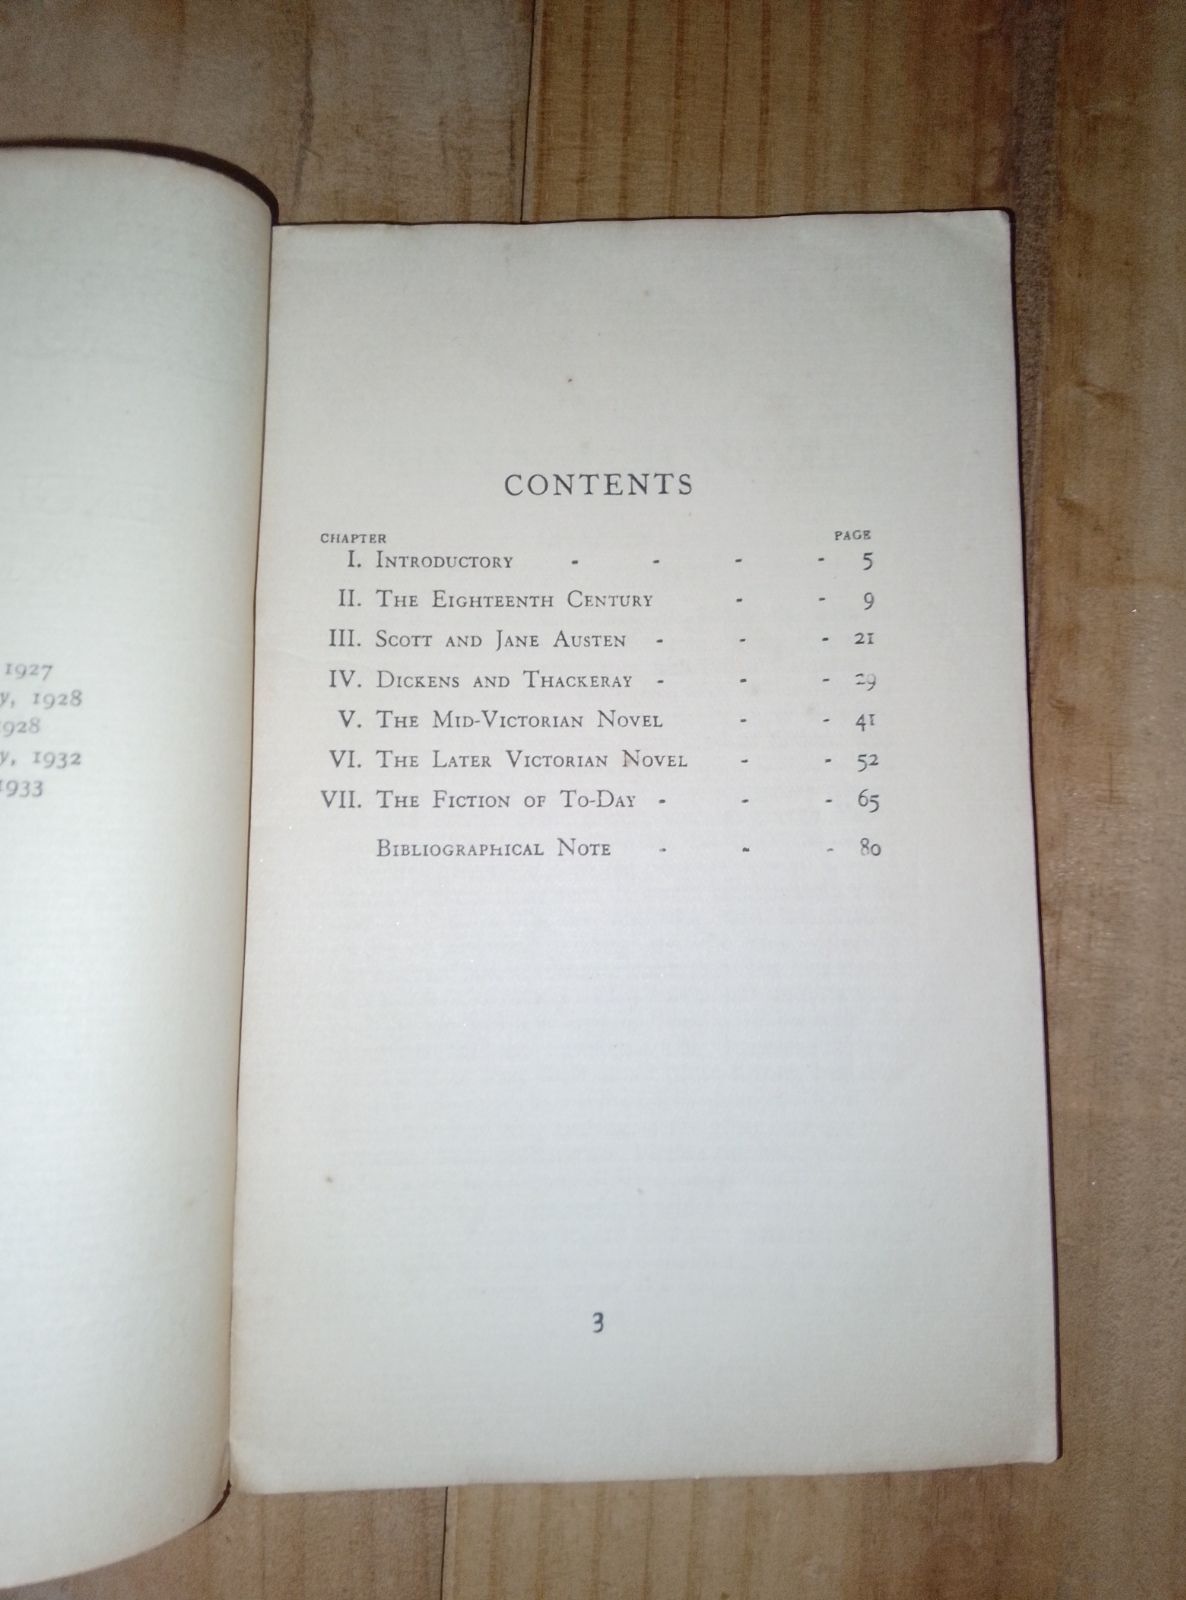 1927
y, 1928
1928
y, 1932
1933
CONTENTS
CHAPTER PAGE
I. INTRODUCTORY - - - - 5
II. THE EIGHTEENTH CENTURY - - 9
III. SCOTT AND JANE AUSTEN - - - 21
IV. DICKENS AND THACKERAY - - - 29
V. THE MID-VICTORIAN NOVEL - - 41
VI. THE LATER VICTORIAN NOVEL - - 52
VII. THE FICTION OF TO-DAY - - - 65
BIBLIOGRAPHICAL NOTE - - - 80
3